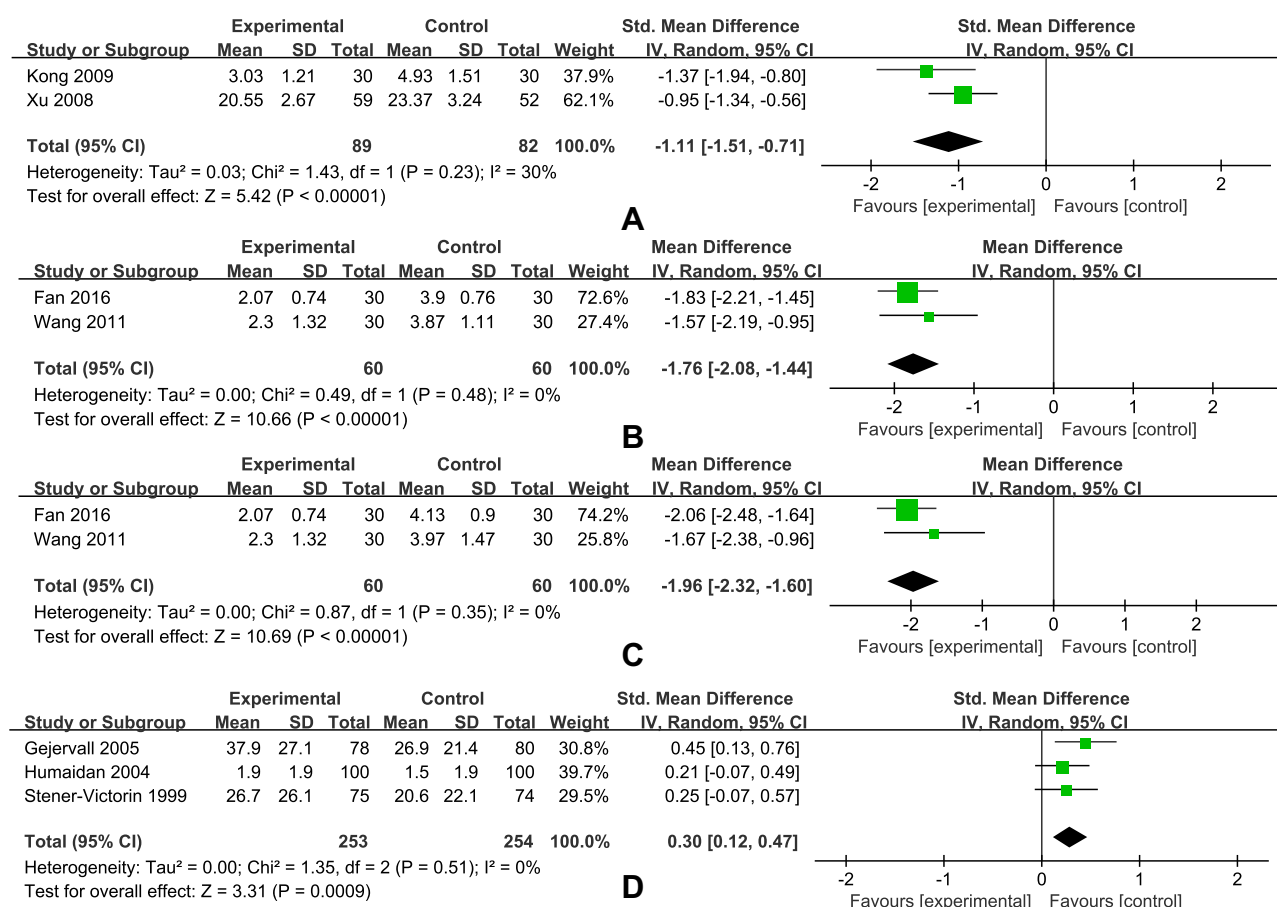 Experimental Control Std. Mean Difference Std. Mean Difference
Study or Subgroup Mean SD Total Mean SD Total Weight IV, Random, 95% CI IV, Random, 95% CI
Kong 2009 3.03 1.21 30 4.93 1.51 30 37.9% -1.37 [-1.94, -0.80]
Xu 2008 20.55 2.67 59 23.37 3.24 52 62.1% -0.95 [-1.34, -0.56]
Total (95% CI) 89 82 100.0% -1.11 [-1.51, -0.71]
Heterogeneity: Tau² = 0.03; Chi² = 1.43, df = 1 (P = 0.23); I² = 30%
Test for overall effect: Z = 5.42 (P < 0.00001)
-2 -1 0 1 2
Favours [experimental] Favours [control]
A
Experimental Control Mean Difference Mean Difference
Study or Subgroup Mean SD Total Mean SD Total Weight IV, Random, 95% CI IV, Random, 95% CI
Fan 2016 2.07 0.74 30 3.9 0.76 30 72.6% -1.83 [-2.21, -1.45]
Wang 2011 2.3 1.32 30 3.87 1.11 30 27.4% -1.57 [-2.19, -0.95]
Total (95% CI) 60 60 100.0% -1.76 [-2.08, -1.44]
Heterogeneity: Tau² = 0.00; Chi² = 0.49, df = 1 (P = 0.48); I² = 0%
Test for overall effect: Z = 10.66 (P < 0.00001)
-2 -1 0 1 2
Favours [experimental] Favours [control]
B
Experimental Control Mean Difference Mean Difference
Study or Subgroup Mean SD Total Mean SD Total Weight IV, Random, 95% CI IV, Random, 95% CI
Fan 2016 2.07 0.74 30 4.13 0.9 30 74.2% -2.06 [-2.48, -1.64]
Wang 2011 2.3 1.32 30 3.97 1.47 30 25.8% -1.67 [-2.38, -0.96]
Total (95% CI) 60 60 100.0% -1.96 [-2.32, -1.60]
Heterogeneity: Tau² = 0.00; Chi² = 0.87, df = 1 (P = 0.35); I² = 0%
Test for overall effect: Z = 10.69 (P < 0.00001)
-2 -1 0 1 2
Favours [experimental] Favours [control]
C
Experimental Control Std. Mean Difference Std. Mean Difference
Study or Subgroup Mean SD Total Mean SD Total Weight IV, Random, 95% CI IV, Random, 95% CI
Gejervall 2005 37.9 27.1 78 26.9 21.4 80 30.8% 0.45 [0.13, 0.76]
Humaidan 2004 1.9 1.9 100 1.5 1.9 100 39.7% 0.21 [-0.07, 0.49]
Stener-Victorin 1999 26.7 26.1 75 20.6 22.1 74 29.5% 0.25 [-0.07, 0.57]
Total (95% CI) 253 254 100.0% 0.30 [0.12, 0.47]
Heterogeneity: Tau² = 0.00; Chi² = 1.35, df = 2 (P = 0.51); I² = 0%
Test for overall effect: Z = 3.31 (P = 0.0009)
-2 -1 0 1 2
Favours [experimental] Favours [control]
D